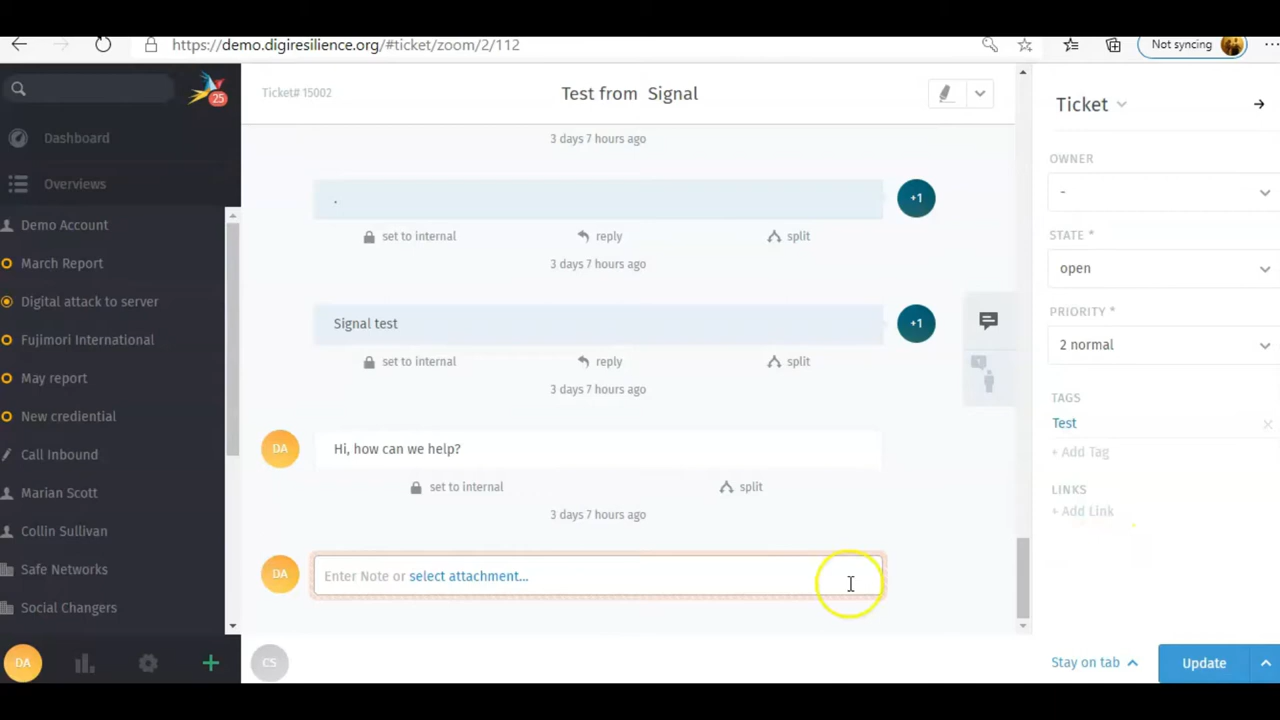 https://demo.digiresilience.org/#ticket/zoom/2/112
Not syncing
25
Dashboard
Overviews
Demo Account
March Report
Digital attack to server
Fujimori International
May report
New crediential
Call Inbound
Marian Scott
Collin Sullivan
Safe Networks
Social Changers
DA
Ticket# 15002
Test from Signal
3 days 7 hours ago
.
+1
set to internal
reply
split
3 days 7 hours ago
Signal test
+1
set to internal
reply
split
3 days 7 hours ago
DA
Hi, how can we help?
set to internal
split
3 days 7 hours ago
DA
Enter Note or select attachment...
CS
Ticket
OWNER
-
STATE *
open
PRIORITY *
2 normal
TAGS
Test
+ Add Tag
LINKS
+ Add Link
Stay on tab
Update